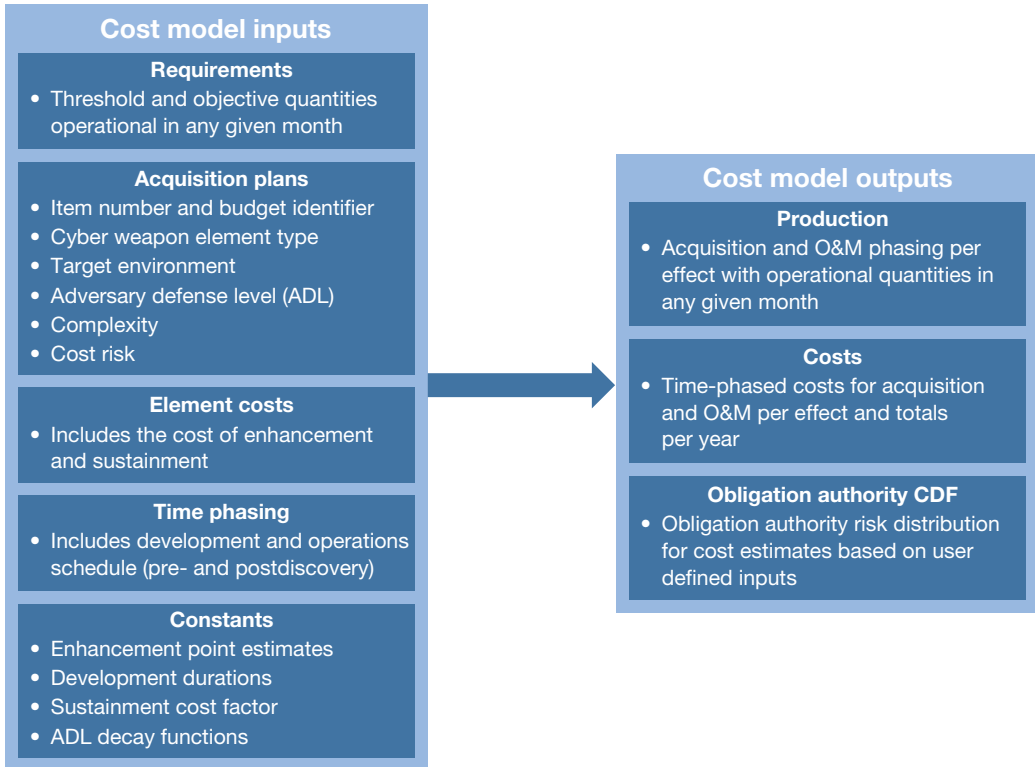 Cost model inputs
Requirements
• Threshold and objective quantities
operational in any given month
Acquisition plans
• Item number and budget identifier
• Cyber weapon element type
• Target environment
• Adversary defense level (ADL)
• Complexity
• Cost risk
Element costs
• Includes the cost of enhancement
and sustainment
Time phasing
• Includes development and operations
schedule (pre- and postdiscovery)
Constants
• Enhancement point estimates
• Development durations
• Sustainment cost factor
• ADL decay functions
Cost model outputs
Production
• Acquisition and O&M phasing per
effect with operational quantities in
any given month
Costs
• Time-phased costs for acquisition
and O&M per effect and totals
per year
Obligation authority CDF
• Obligation authority risk distribution
for cost estimates based on user
defined inputs